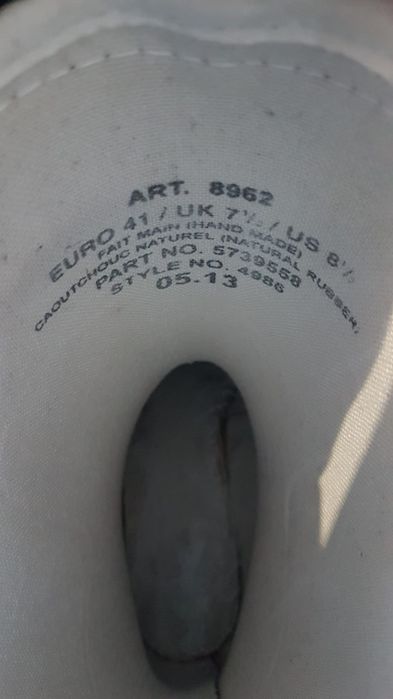 ART. 8962
EURO 41 / UK 7½ / US 8½
FAIT MAIN (HAND MADE)
CAOUTCHOUC NATUREL (NATURAL RUBBER)
PART NO. 5739558
STYLE NO. 4986
05-13